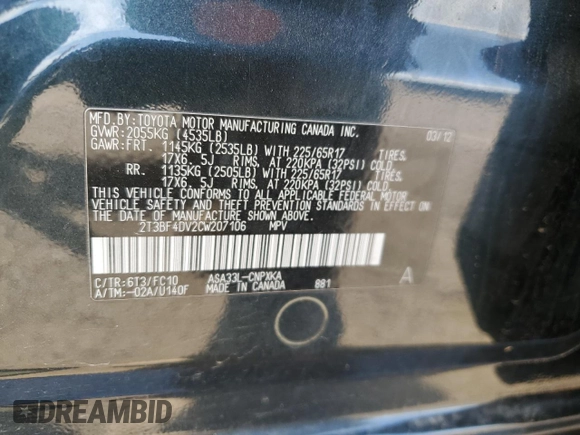 MFD.BY:TOYOTA MOTOR MANUFACTURING CANADA INC.
GVWR:2055KG (4535LB) 03/12
GAWR:FRT. 1145KG (2535LB) WITH 225/65R17 TIRES,
17X6.5J RIMS, AT 220KPA (32PSI) COLD
RR. 1135KG (2505LB) WITH 225/65R17 TIRES,
17X6.5J RIMS, AT 220KPA (32PSI) COLD
THIS VEHICLE CONFORMS TO ALL APPLICABLE FEDERAL MOTOR
VEHICLE SAFETY AND THEFT PREVENTION STANDARDS IN EFFECT
ON THE DATE OF MANUFACTURE SHOWN ABOVE.
2T3BF4DV2CW207106 MPV
C/TR:6T3/FC10 ASA33L-CNPXKA A
A/TM:-02A/U140F MADE IN CANADA 881
DREAMBID